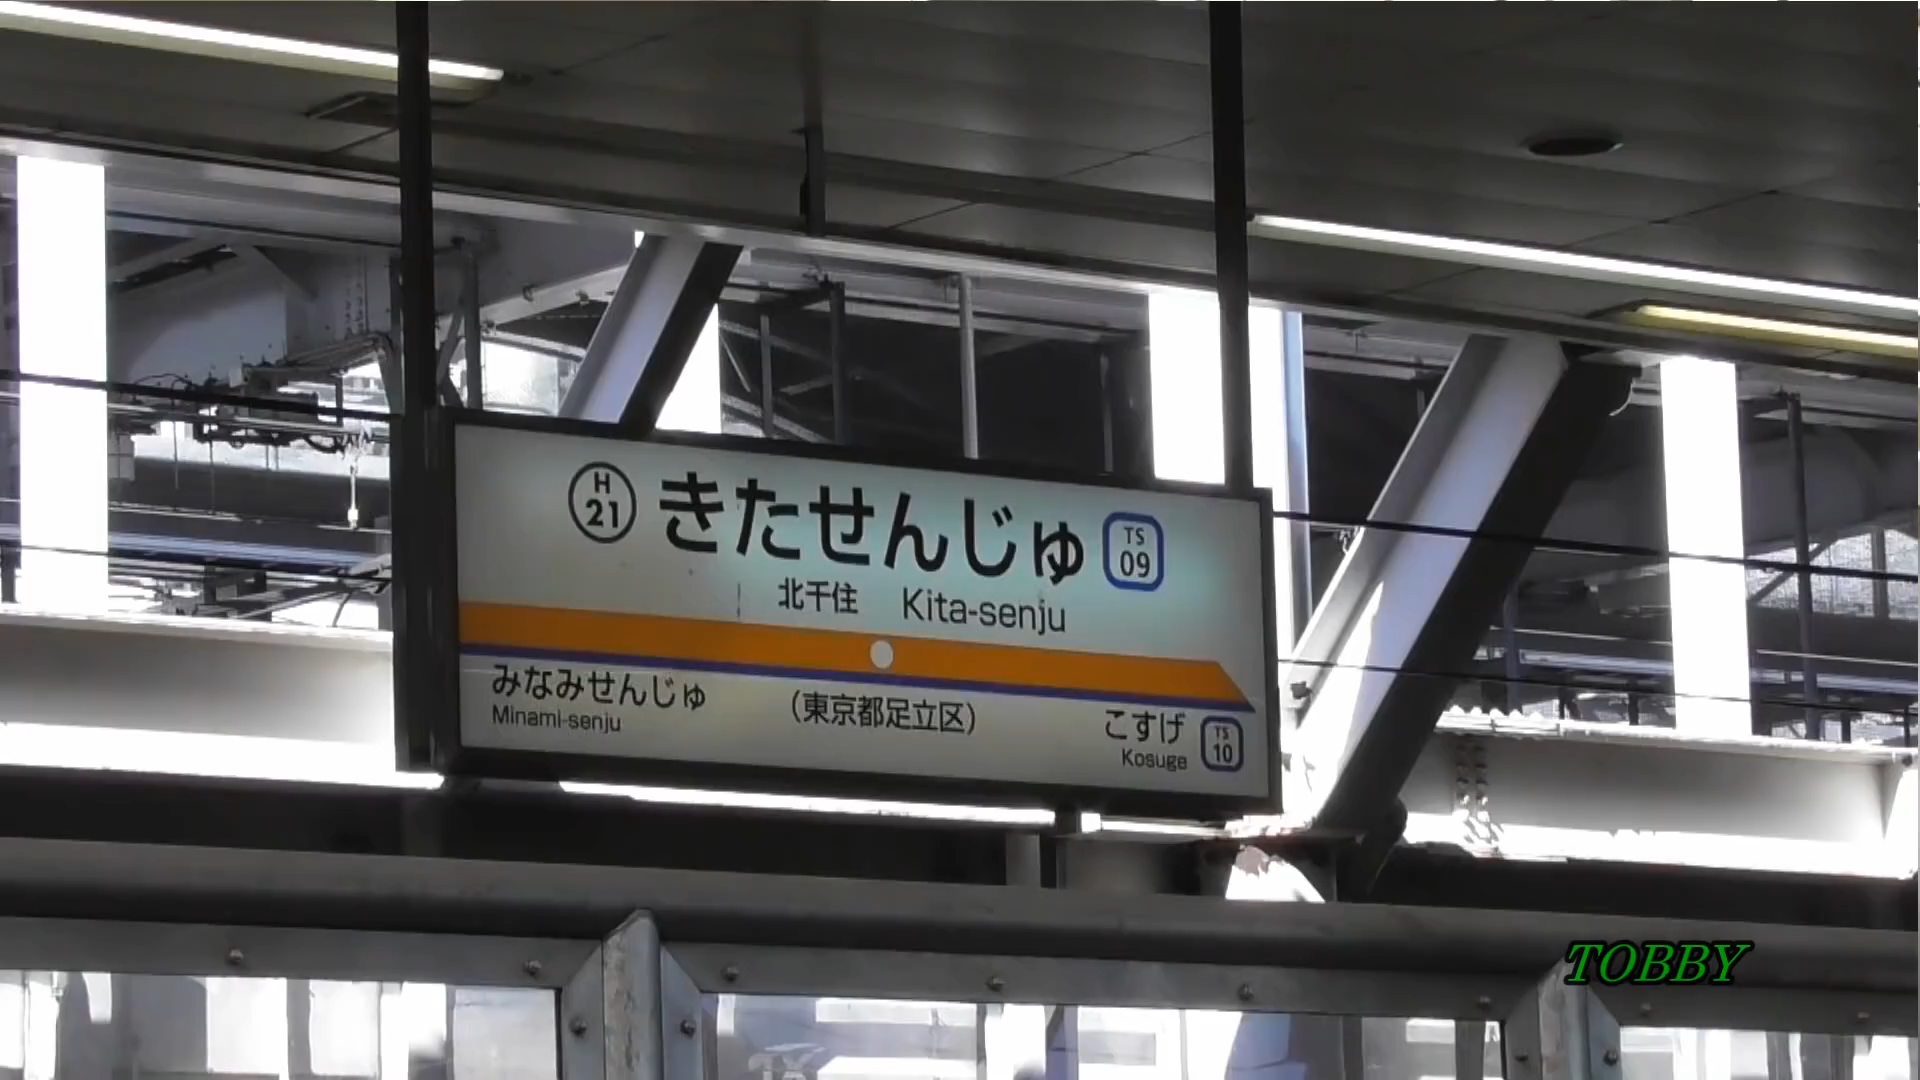 H
21
きたせんじゅ
TS
09
北千住 Kita-senju
みなみせんじゅ
Minami-senju
(東京都足立区)
こすげ
Kosuge
TS
10
TOBBY